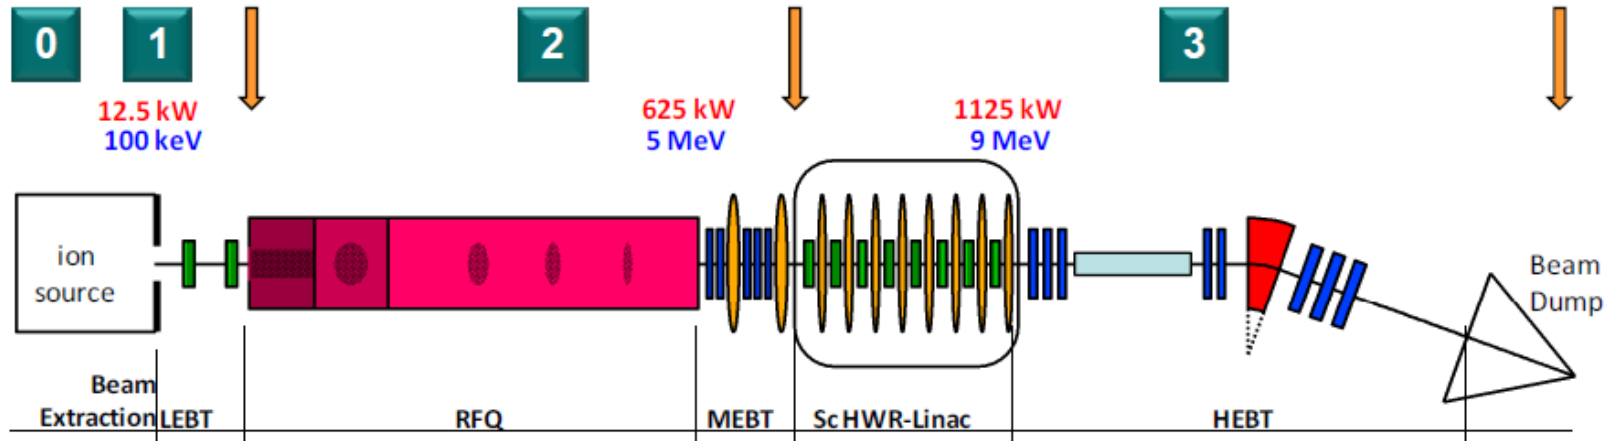 0
1
2
3
12.5 kW
100 keV
625 kW
5 MeV
1125 kW
9 MeV
ion
source
Beam
Dump
Beam
Extraction
LEBT
RFQ
MEBT
ScHWR-Linac
HEBT